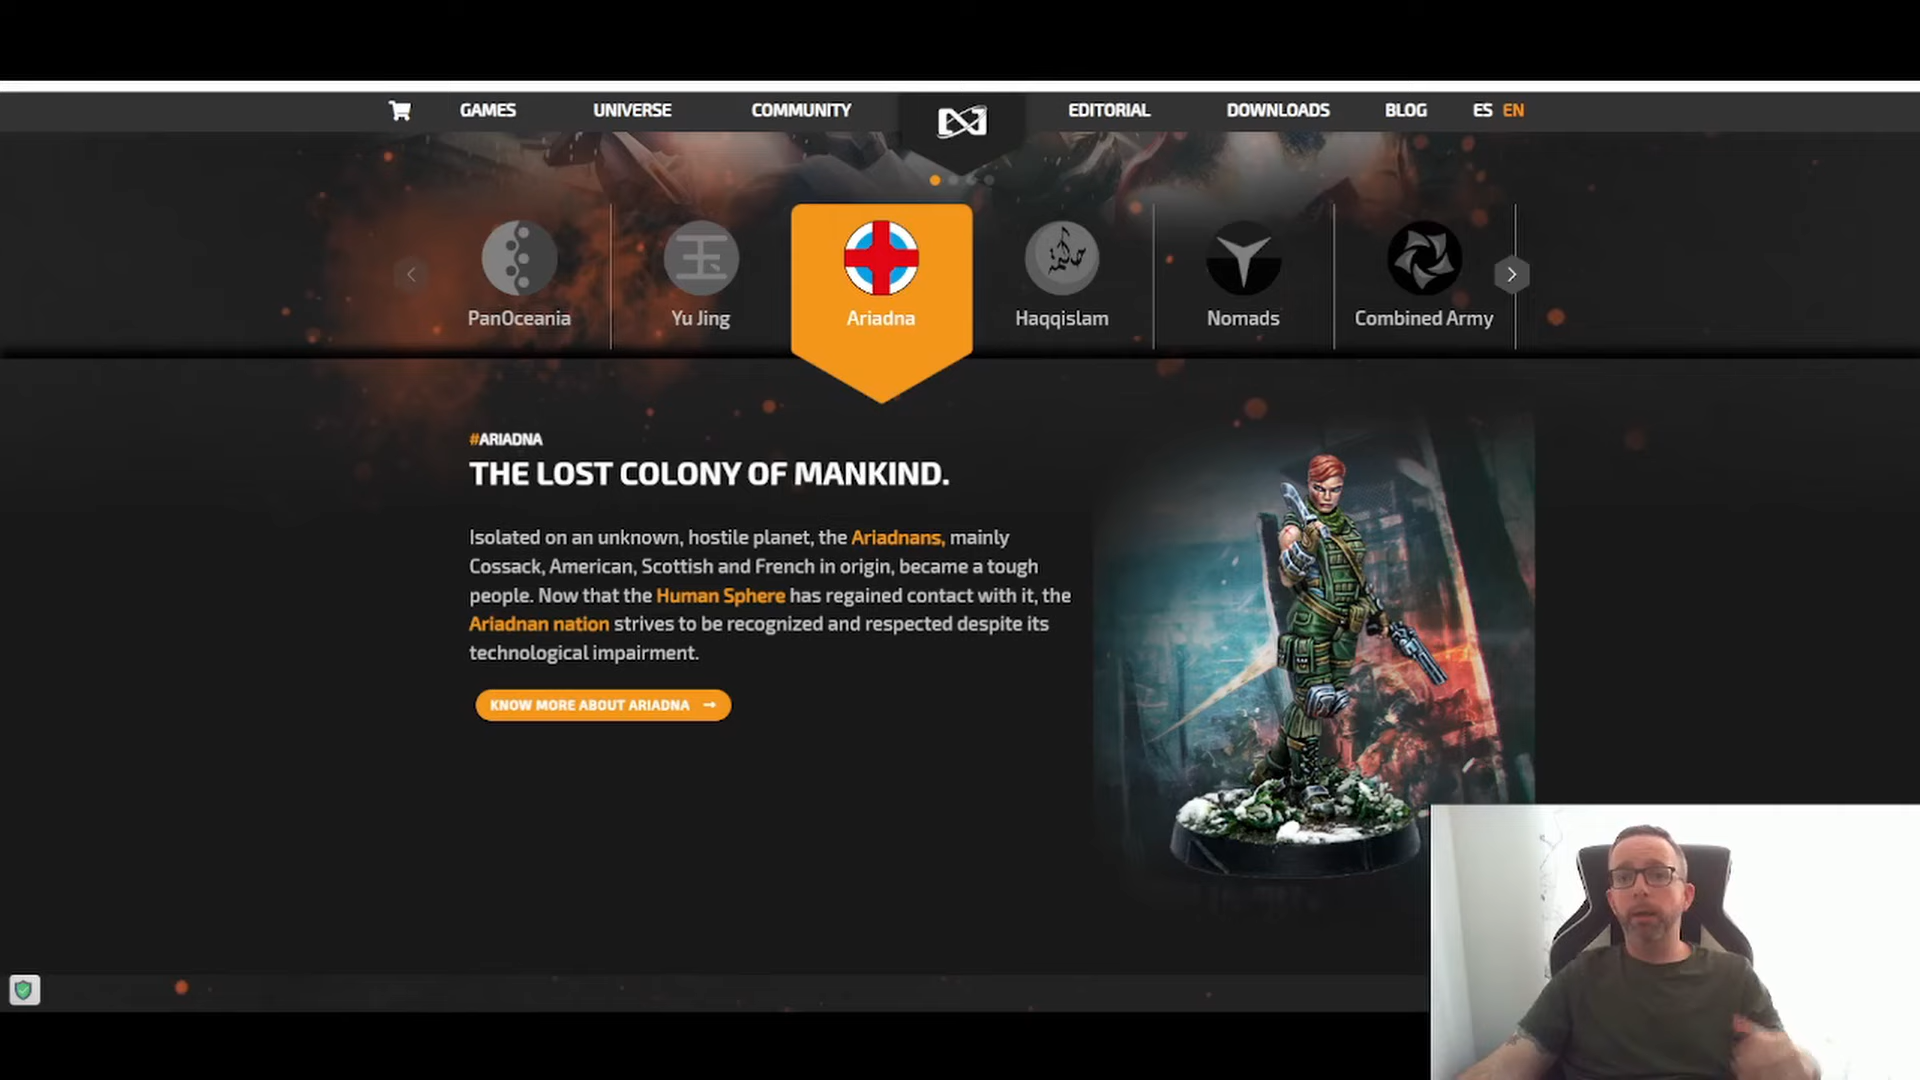 GAMES UNIVERSE COMMUNITY EDITORIAL DOWNLOADS BLOG ES EN
PanOceania Yu Jing Ariadna Haqqislam Nomads Combined Army
#ARIADNA
THE LOST COLONY OF MANKIND.
Isolated on an unknown, hostile planet, the Ariadnans, mainly
Cossack, American, Scottish and French in origin, became a tough
people. Now that the Human Sphere has regained contact with it, the
Ariadnan nation strives to be recognized and respected despite its
technological impairment.
KNOW MORE ABOUT ARIADNA →